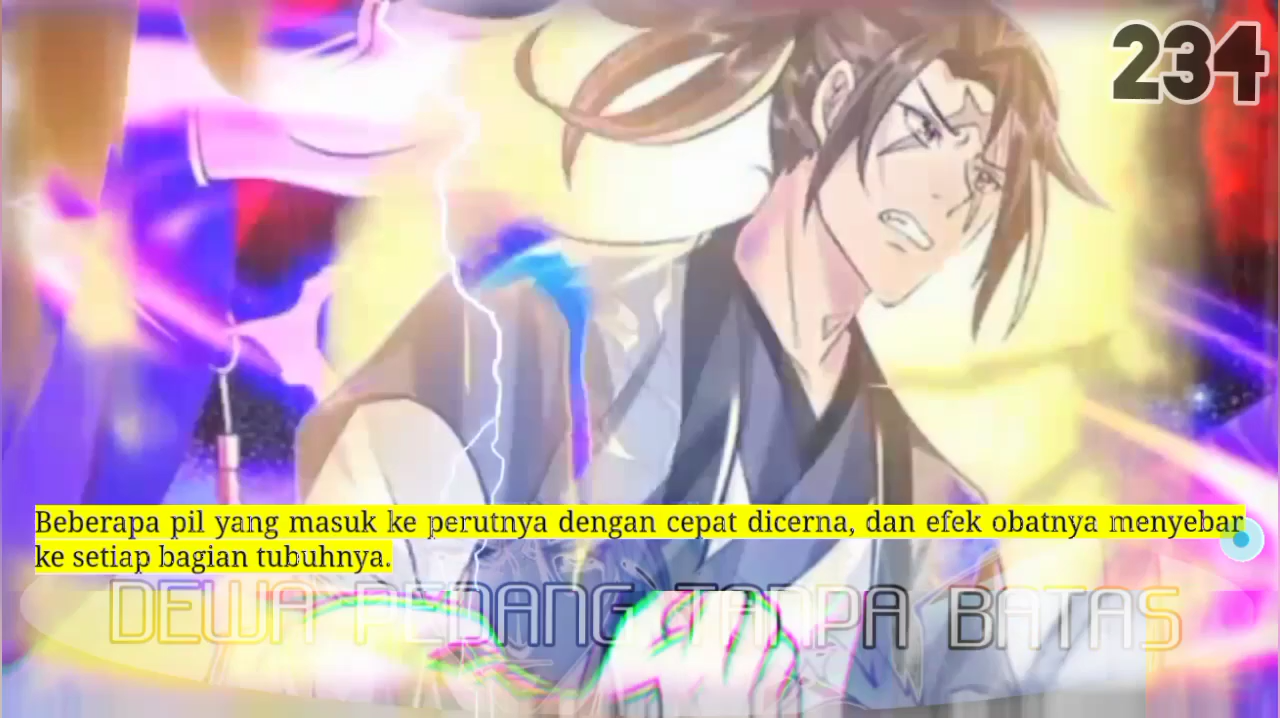 234
Beberapa pil yang masuk ke perutnya dengan cepat dicerna, dan efek obatnya menyebar
ke setiap bagian tubuhnya.
DEWA PEDANG TANPA BATAS